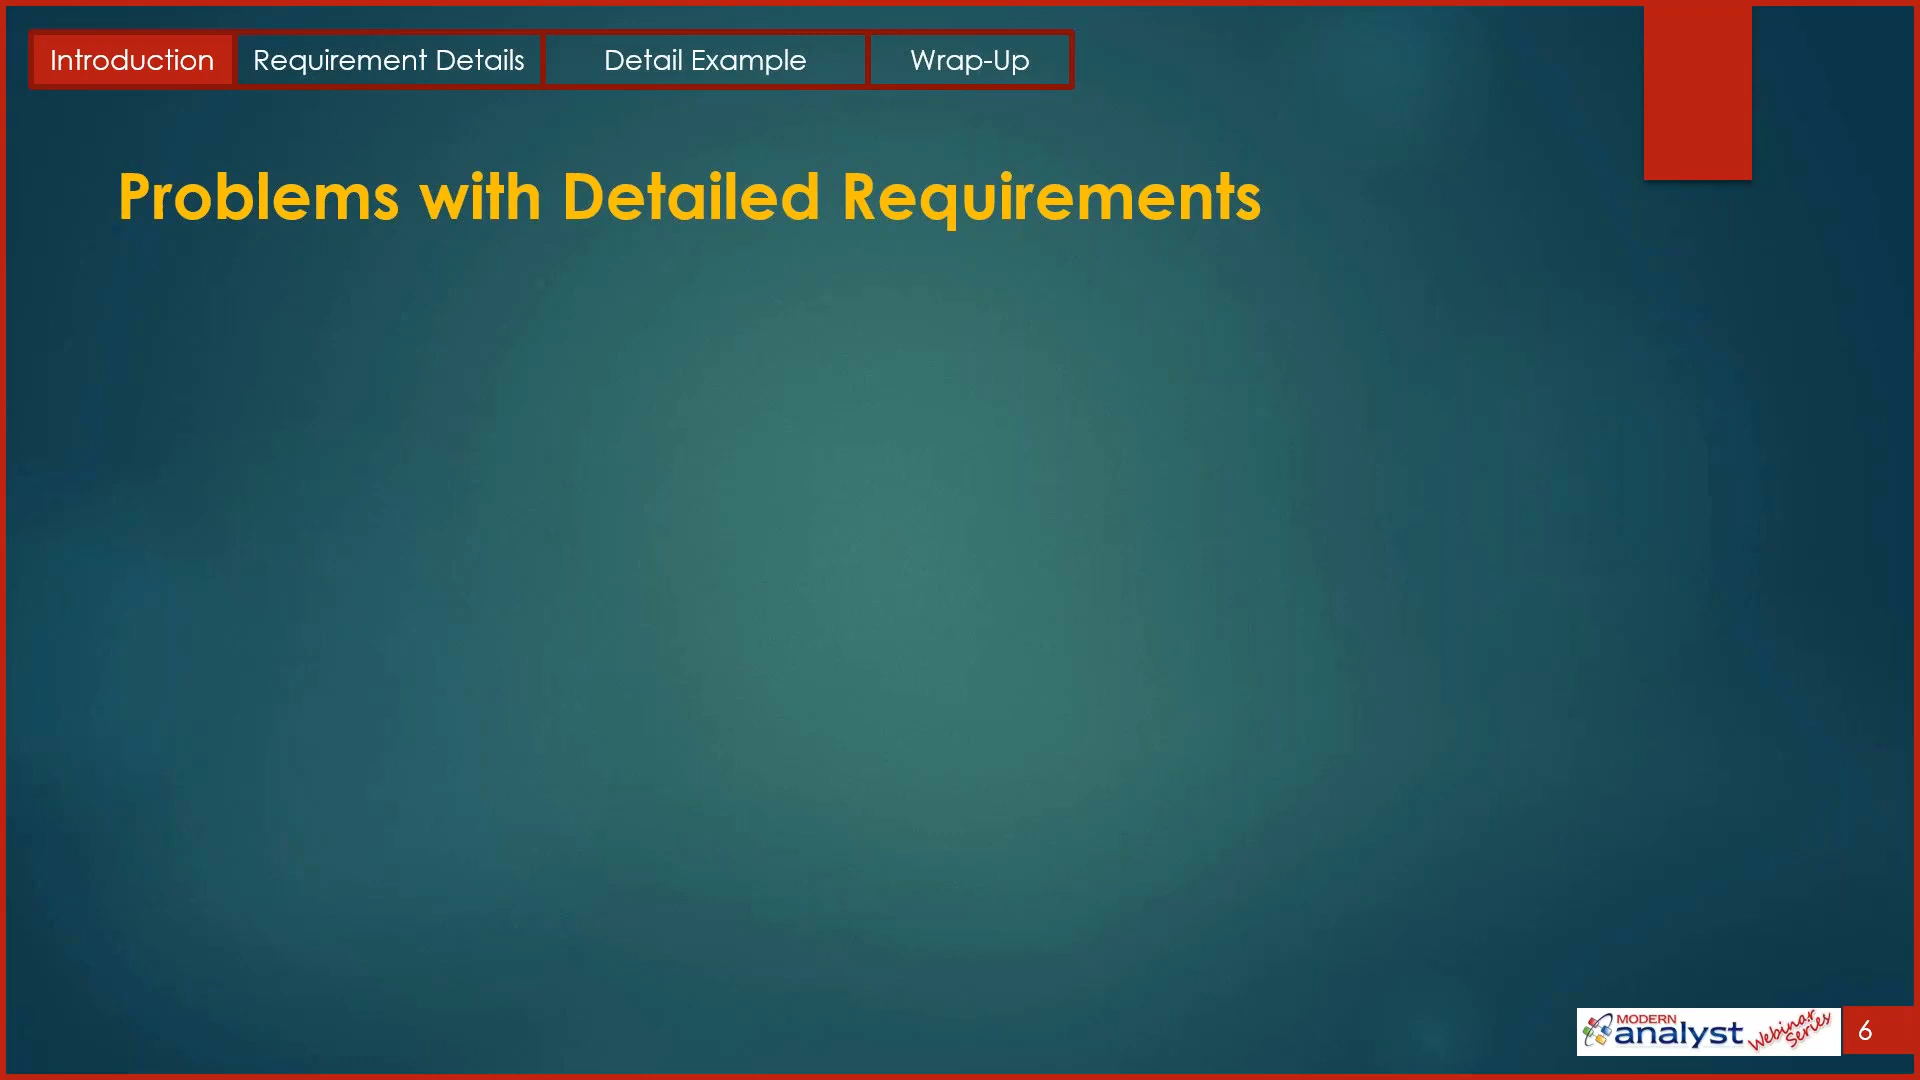 Introduction
Requirement Details
Detail Example
Wrap-Up
Problems with Detailed Requirements
MODERN
analyst
Webinar
Series
6